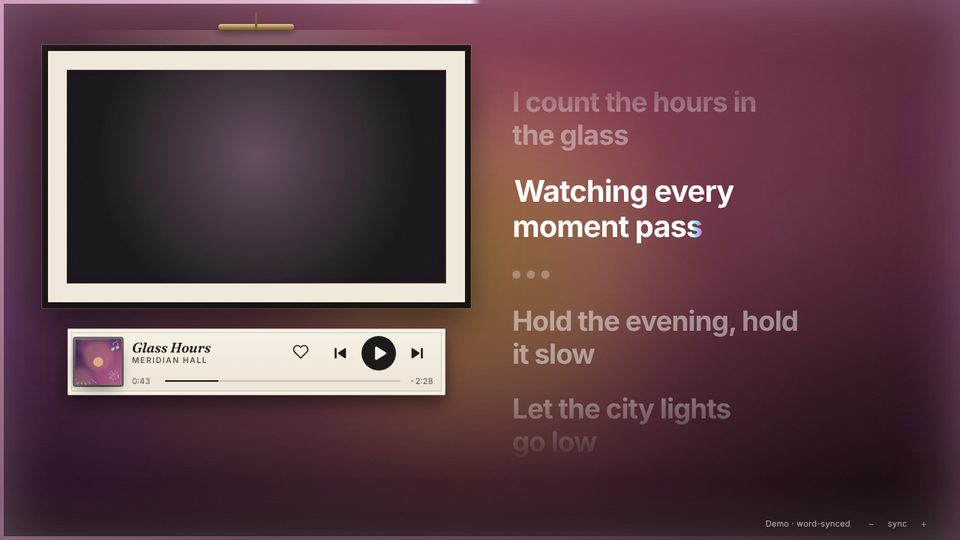 I count the hours in
the glass
Watching every
moment pass
Hold the evening, hold
it slow
Let the city lights
go low
Glass Hours
MERIDIAN HALL
0:43
-2:28
Demo · word-synced − sync +